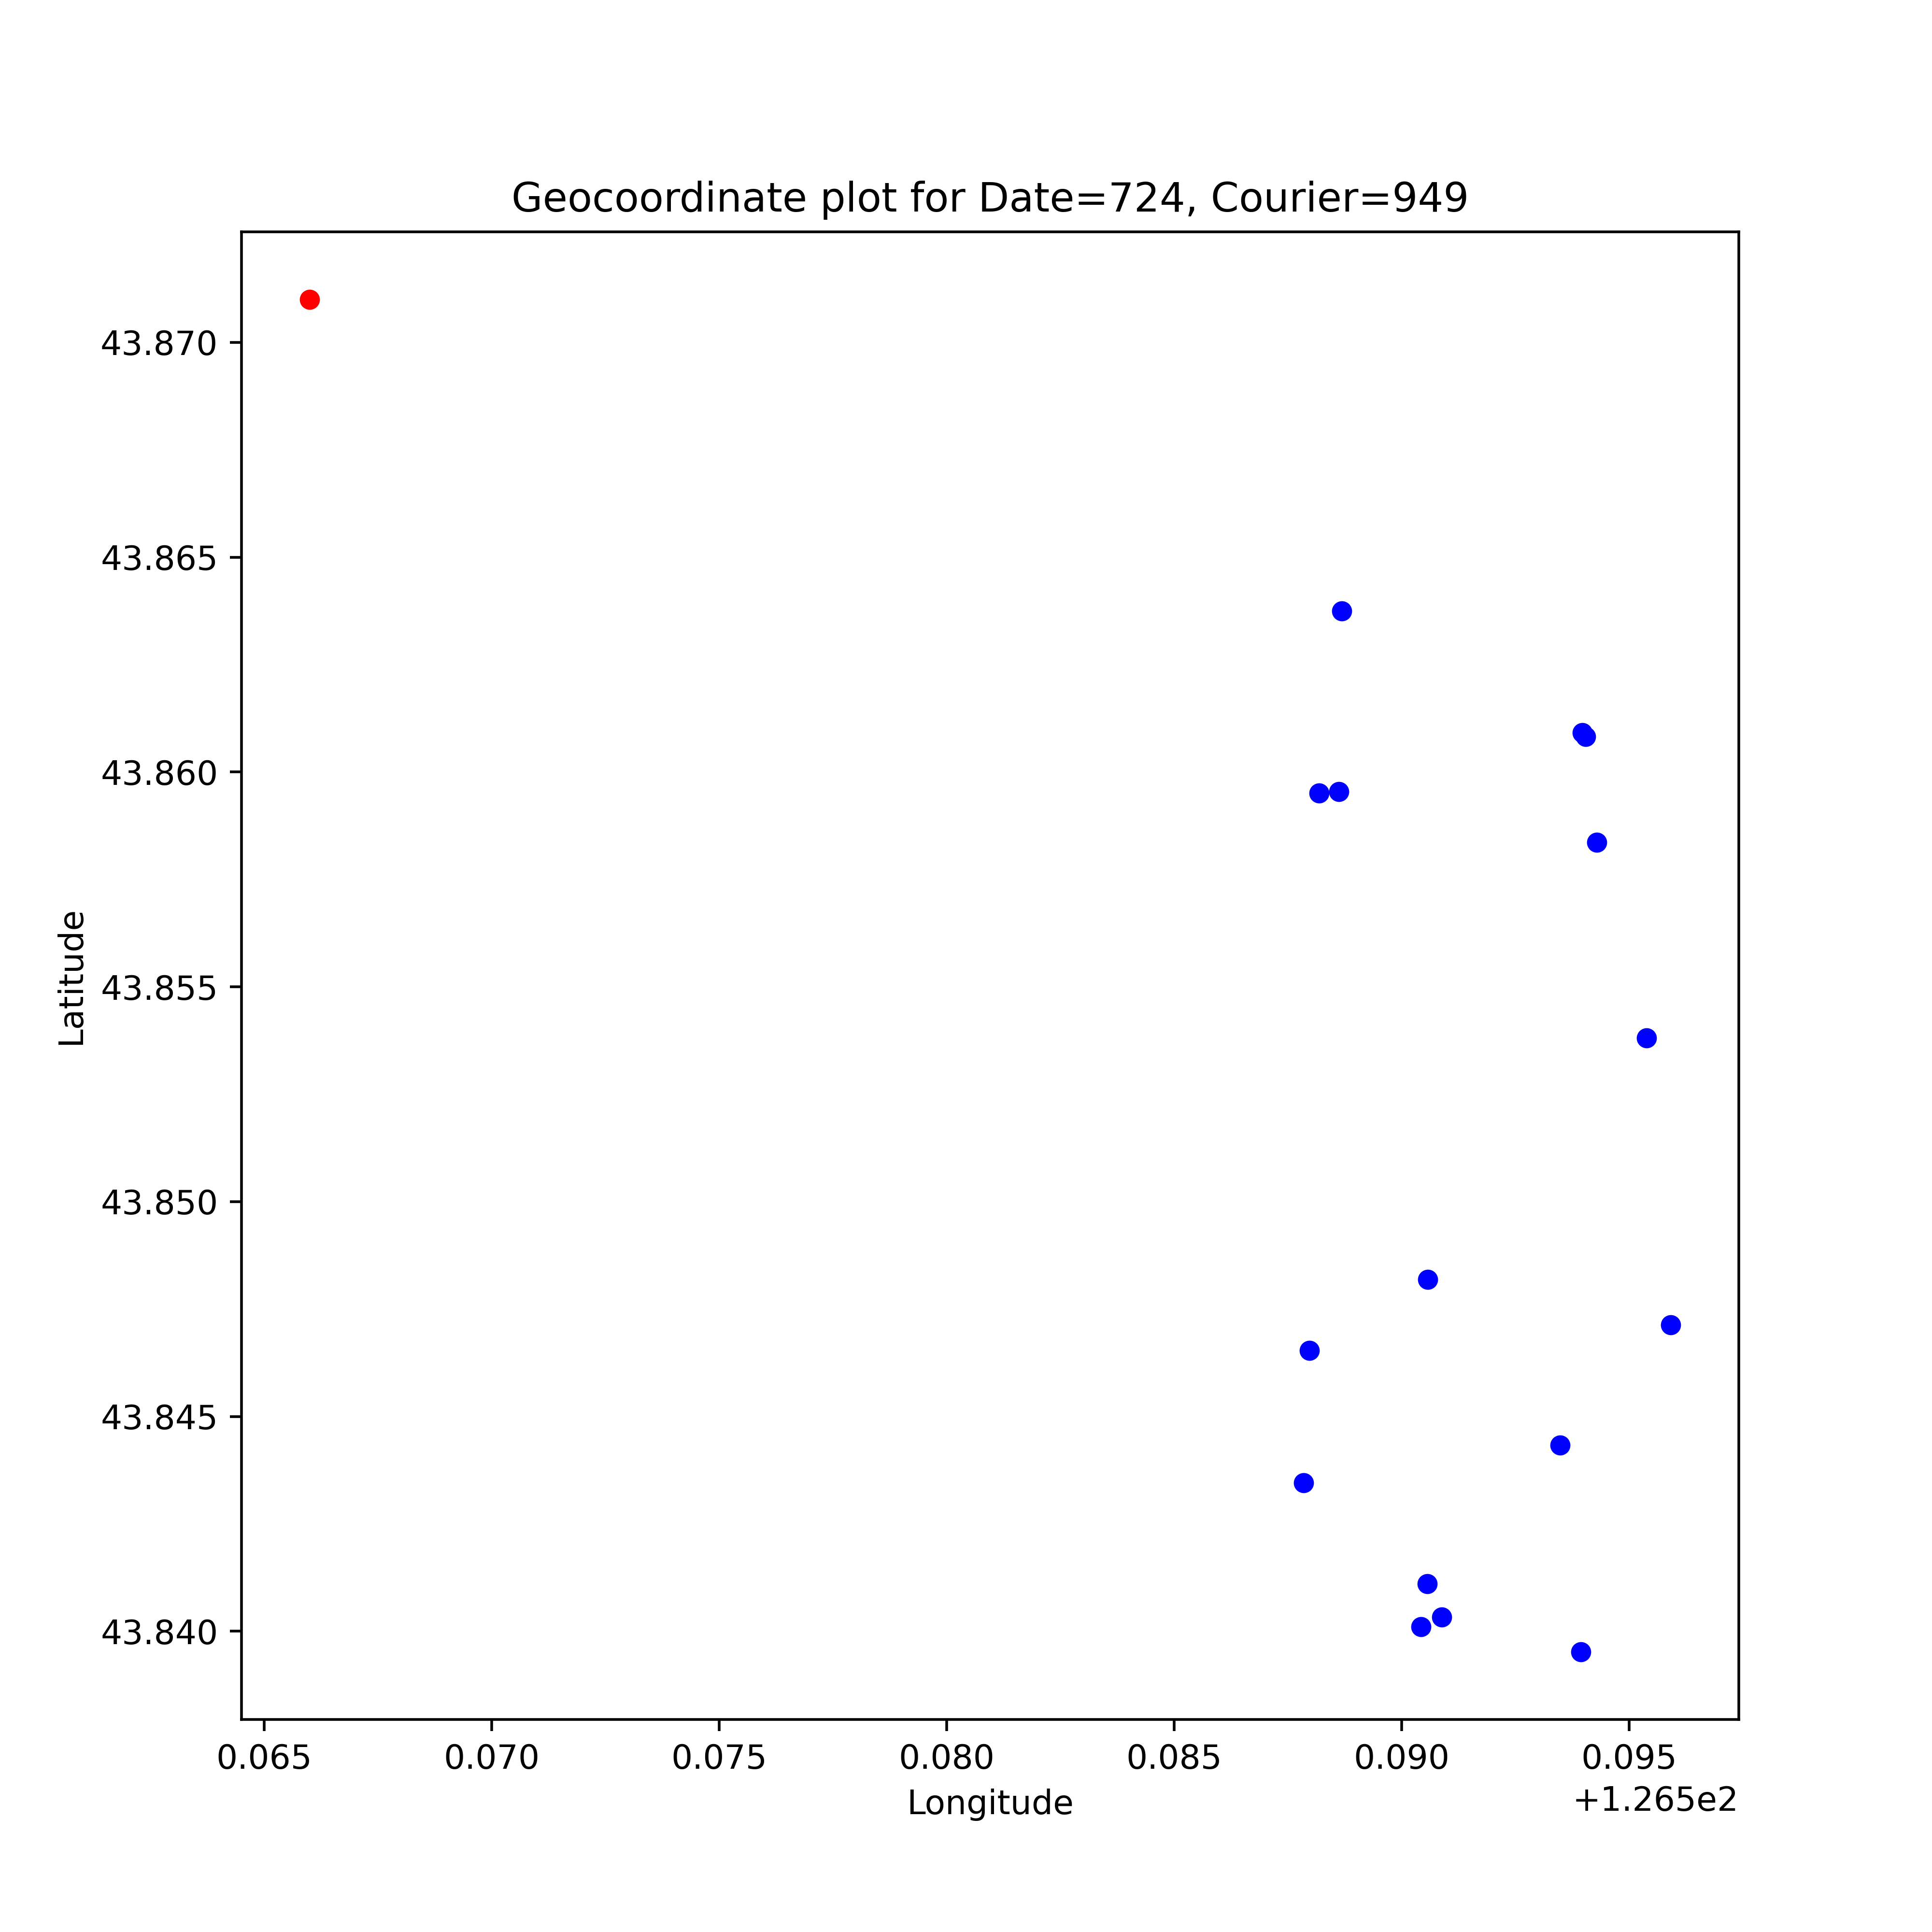 Geocoordinate plot for Date=724, Courier=949
43.870
43.865
43.860
43.855
43.850
43.845
43.840
Latitude
0.065 0.070 0.075 0.080 0.085 0.090 0.095
Longitude
+1.265e2